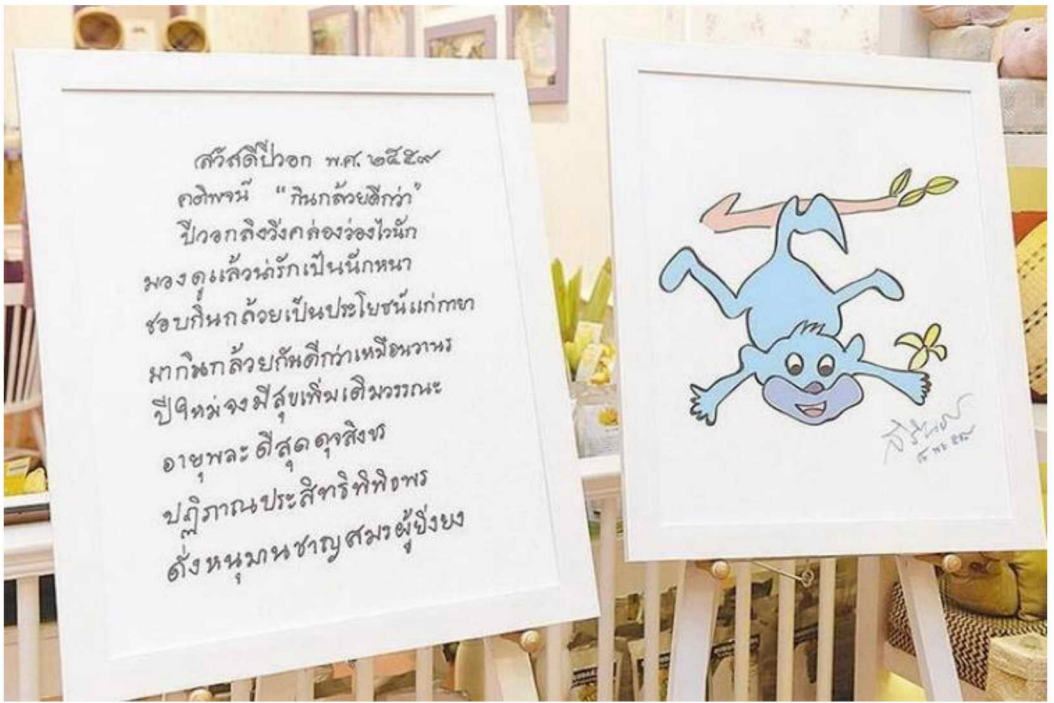 สวัสดีปีวอก พ.ศ. ๒๕๕๙
คติพจน์ "กินกล้วยดีกว่า"
ปีวอกลิงวิ่งคล่องว่องไวนัก
มองดูแล้วน่ารักเป็นนักหนา
ชอบกินกล้วยเป็นประโยชน์แก่กายา
มากินกล้วยกันดีกว่าเหมือนวานร
ปีใหม่จงมีสุขเพิ่มเติมวรรณะ
อายุพละดีสุดดุจสิงขร
ปฏิภาณประสิทธิพิพิธพร
ดั่งหนุมานชาญสมรผู้ยิ่งยง
สิรินธร